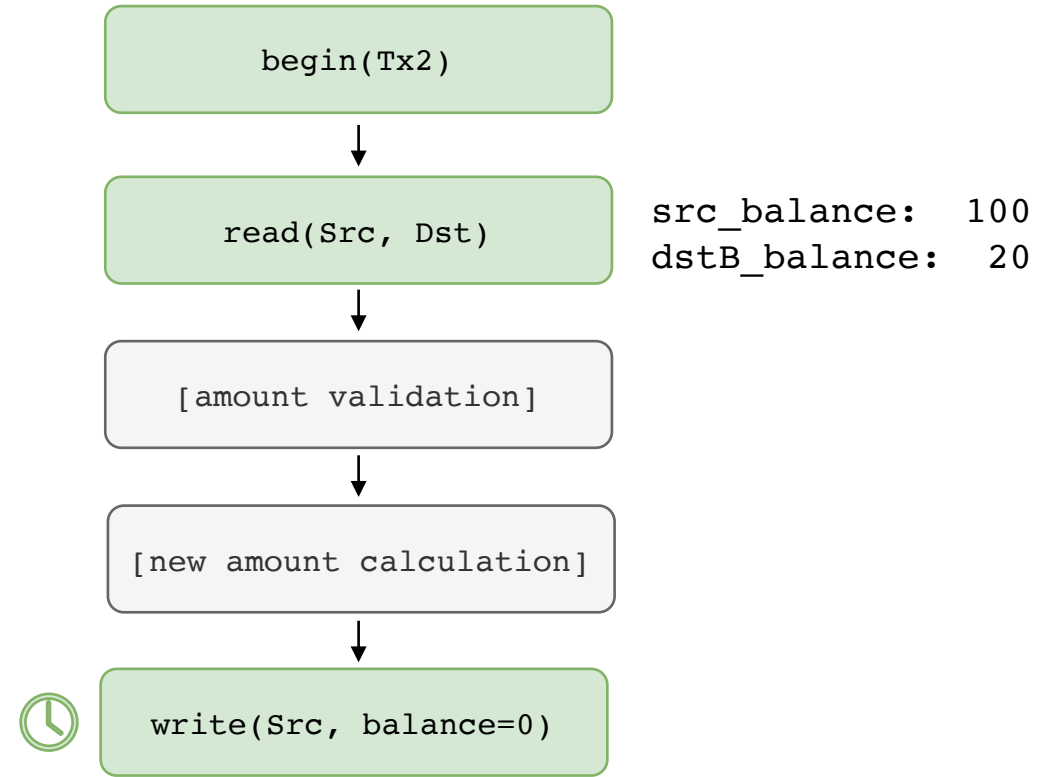 begin(Tx2)
read(Src, Dst)
src_balance:  100
dstB_balance:  20
[amount validation]
[new amount calculation]
write(Src, balance=0)